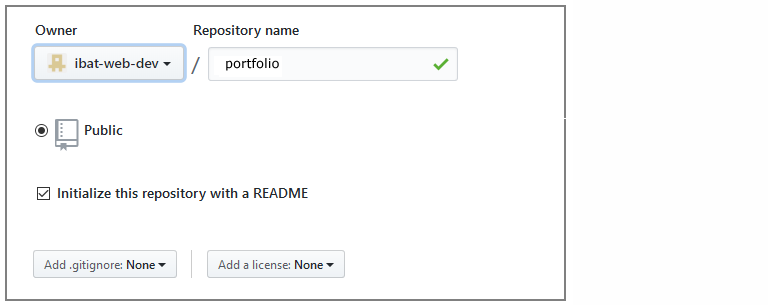 Owner Repository name
ibat-web-dev / portfolio
Public
Initialize this repository with a README
Add .gitignore: None Add a license: None